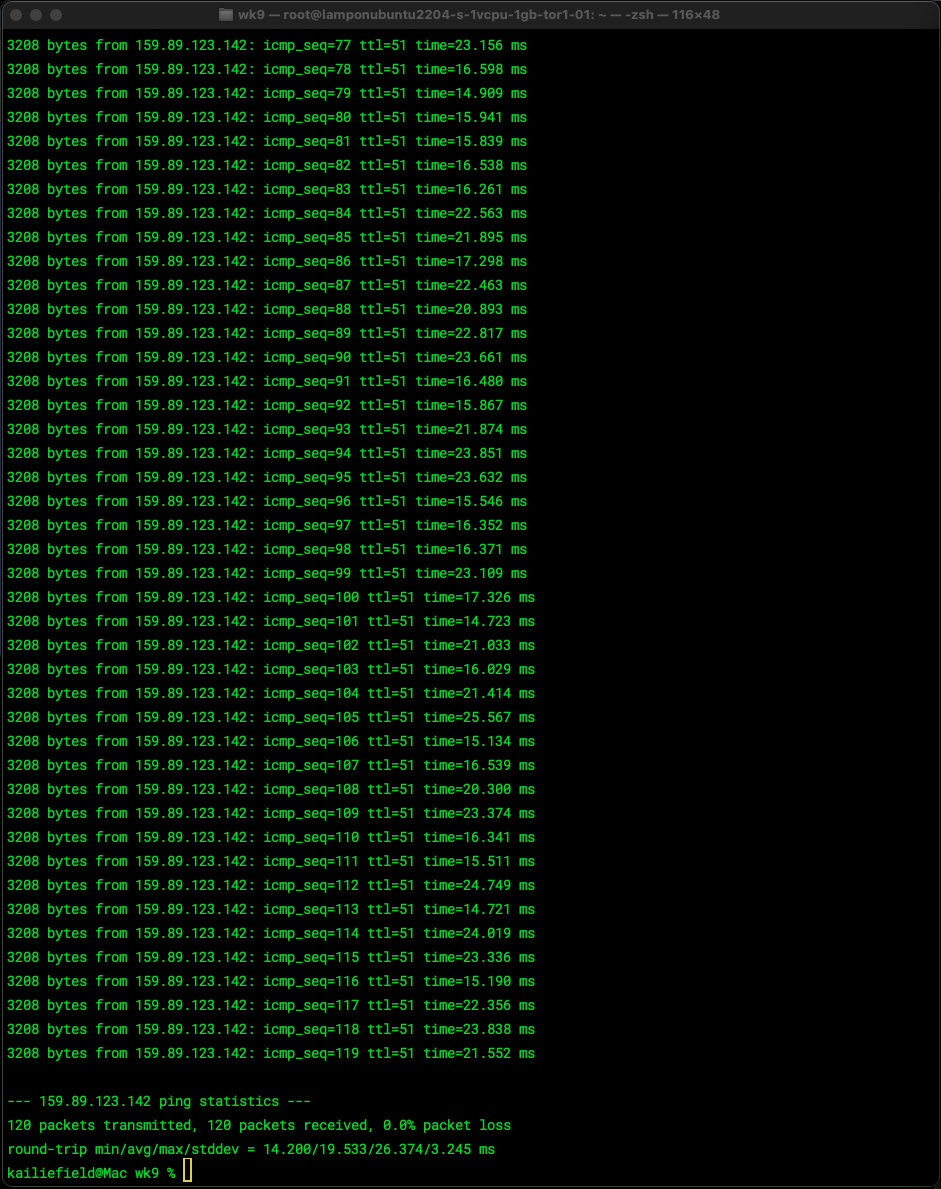 wk9 — root@lamponubuntu2204-s-1vcpu-1gb-tor1-01: ~ — -zsh — 116×48
3208 bytes from 159.89.123.142: icmp_seq=77 ttl=51 time=23.156 ms
3208 bytes from 159.89.123.142: icmp_seq=78 ttl=51 time=16.598 ms
3208 bytes from 159.89.123.142: icmp_seq=79 ttl=51 time=14.909 ms
3208 bytes from 159.89.123.142: icmp_seq=80 ttl=51 time=15.941 ms
3208 bytes from 159.89.123.142: icmp_seq=81 ttl=51 time=15.839 ms
3208 bytes from 159.89.123.142: icmp_seq=82 ttl=51 time=16.538 ms
3208 bytes from 159.89.123.142: icmp_seq=83 ttl=51 time=16.261 ms
3208 bytes from 159.89.123.142: icmp_seq=84 ttl=51 time=22.563 ms
3208 bytes from 159.89.123.142: icmp_seq=85 ttl=51 time=21.895 ms
3208 bytes from 159.89.123.142: icmp_seq=86 ttl=51 time=17.298 ms
3208 bytes from 159.89.123.142: icmp_seq=87 ttl=51 time=22.463 ms
3208 bytes from 159.89.123.142: icmp_seq=88 ttl=51 time=20.893 ms
3208 bytes from 159.89.123.142: icmp_seq=89 ttl=51 time=22.817 ms
3208 bytes from 159.89.123.142: icmp_seq=90 ttl=51 time=23.661 ms
3208 bytes from 159.89.123.142: icmp_seq=91 ttl=51 time=16.480 ms
3208 bytes from 159.89.123.142: icmp_seq=92 ttl=51 time=15.867 ms
3208 bytes from 159.89.123.142: icmp_seq=93 ttl=51 time=21.874 ms
3208 bytes from 159.89.123.142: icmp_seq=94 ttl=51 time=23.851 ms
3208 bytes from 159.89.123.142: icmp_seq=95 ttl=51 time=23.632 ms
3208 bytes from 159.89.123.142: icmp_seq=96 ttl=51 time=15.546 ms
3208 bytes from 159.89.123.142: icmp_seq=97 ttl=51 time=16.352 ms
3208 bytes from 159.89.123.142: icmp_seq=98 ttl=51 time=16.371 ms
3208 bytes from 159.89.123.142: icmp_seq=99 ttl=51 time=23.109 ms
3208 bytes from 159.89.123.142: icmp_seq=100 ttl=51 time=17.326 ms
3208 bytes from 159.89.123.142: icmp_seq=101 ttl=51 time=14.723 ms
3208 bytes from 159.89.123.142: icmp_seq=102 ttl=51 time=21.033 ms
3208 bytes from 159.89.123.142: icmp_seq=103 ttl=51 time=16.029 ms
3208 bytes from 159.89.123.142: icmp_seq=104 ttl=51 time=21.414 ms
3208 bytes from 159.89.123.142: icmp_seq=105 ttl=51 time=25.567 ms
3208 bytes from 159.89.123.142: icmp_seq=106 ttl=51 time=15.134 ms
3208 bytes from 159.89.123.142: icmp_seq=107 ttl=51 time=16.539 ms
3208 bytes from 159.89.123.142: icmp_seq=108 ttl=51 time=20.300 ms
3208 bytes from 159.89.123.142: icmp_seq=109 ttl=51 time=23.374 ms
3208 bytes from 159.89.123.142: icmp_seq=110 ttl=51 time=16.341 ms
3208 bytes from 159.89.123.142: icmp_seq=111 ttl=51 time=15.511 ms
3208 bytes from 159.89.123.142: icmp_seq=112 ttl=51 time=24.749 ms
3208 bytes from 159.89.123.142: icmp_seq=113 ttl=51 time=14.721 ms
3208 bytes from 159.89.123.142: icmp_seq=114 ttl=51 time=24.019 ms
3208 bytes from 159.89.123.142: icmp_seq=115 ttl=51 time=23.336 ms
3208 bytes from 159.89.123.142: icmp_seq=116 ttl=51 time=15.190 ms
3208 bytes from 159.89.123.142: icmp_seq=117 ttl=51 time=22.356 ms
3208 bytes from 159.89.123.142: icmp_seq=118 ttl=51 time=23.838 ms
3208 bytes from 159.89.123.142: icmp_seq=119 ttl=51 time=21.552 ms
--- 159.89.123.142 ping statistics ---
120 packets transmitted, 120 packets received, 0.0% packet loss
round-trip min/avg/max/stddev = 14.200/19.533/26.374/3.245 ms
kailiefield@Mac wk9 %